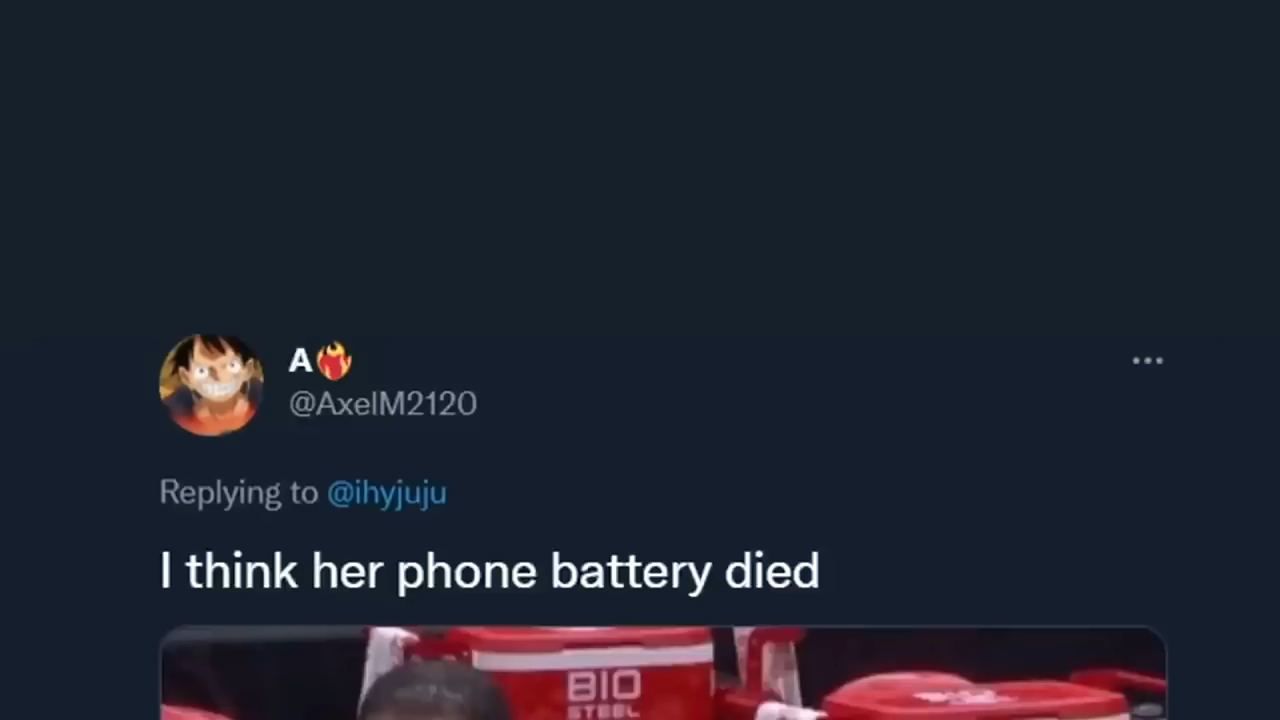 A
@AxelM2120
Replying to @ihyjuju
I think her phone battery died
BIO
STEEL